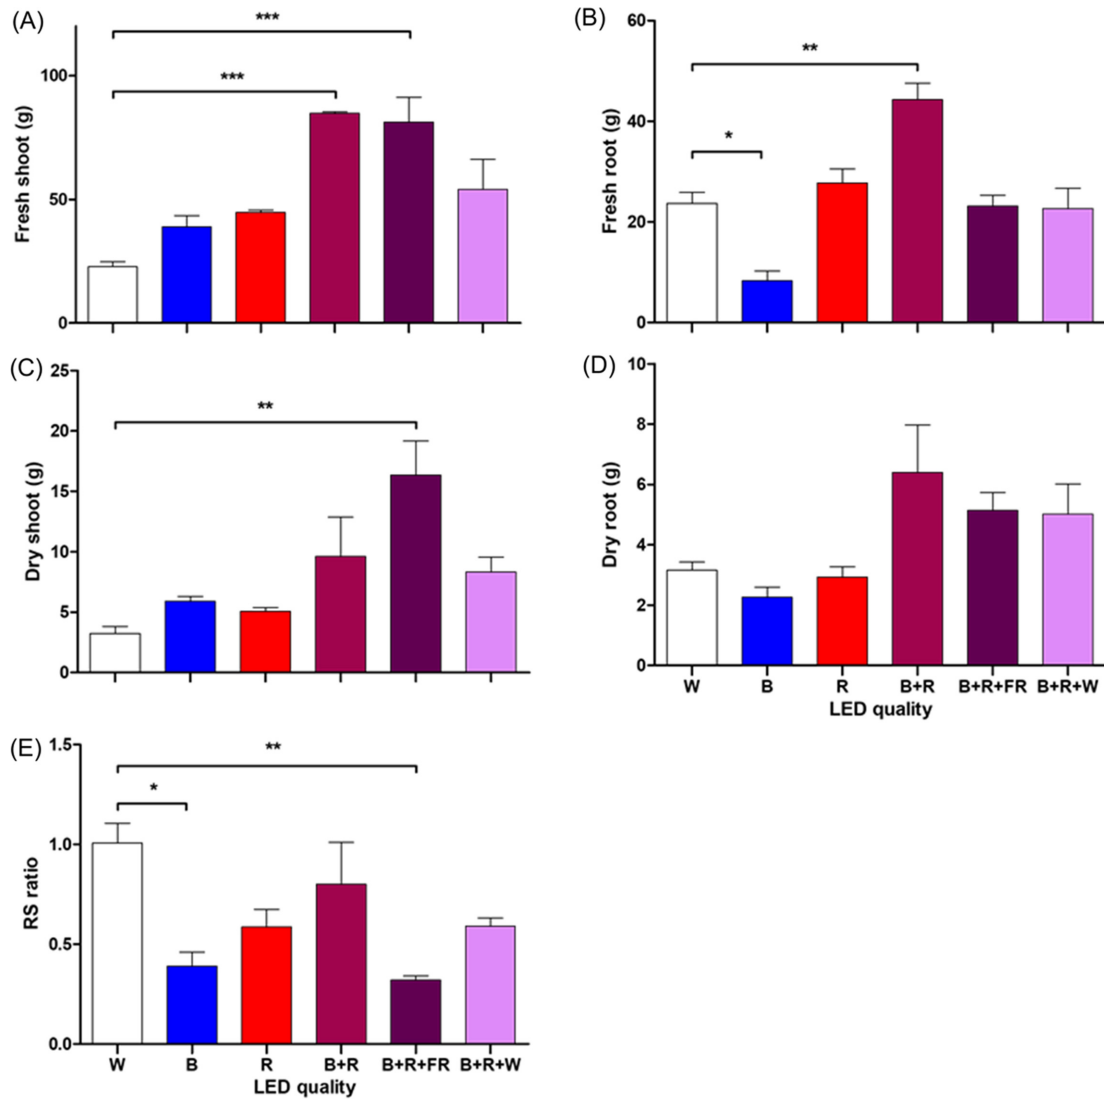 (A)
***
***
100
50
0
Fresh shoot (g)
(B)
60
**
40
*
20
0
Fresh root (g)
(C)
25
**
20
15
10
5
0
Dry shoot (g)
(D)
10
8
6
4
2
0
Dry root (g)
W B R B+R B+R+FR B+R+W
LED quality
(E)
1.5
**
*
1.0
0.5
0.0
RS ratio
W B R B+R B+R+FR B+R+W
LED quality